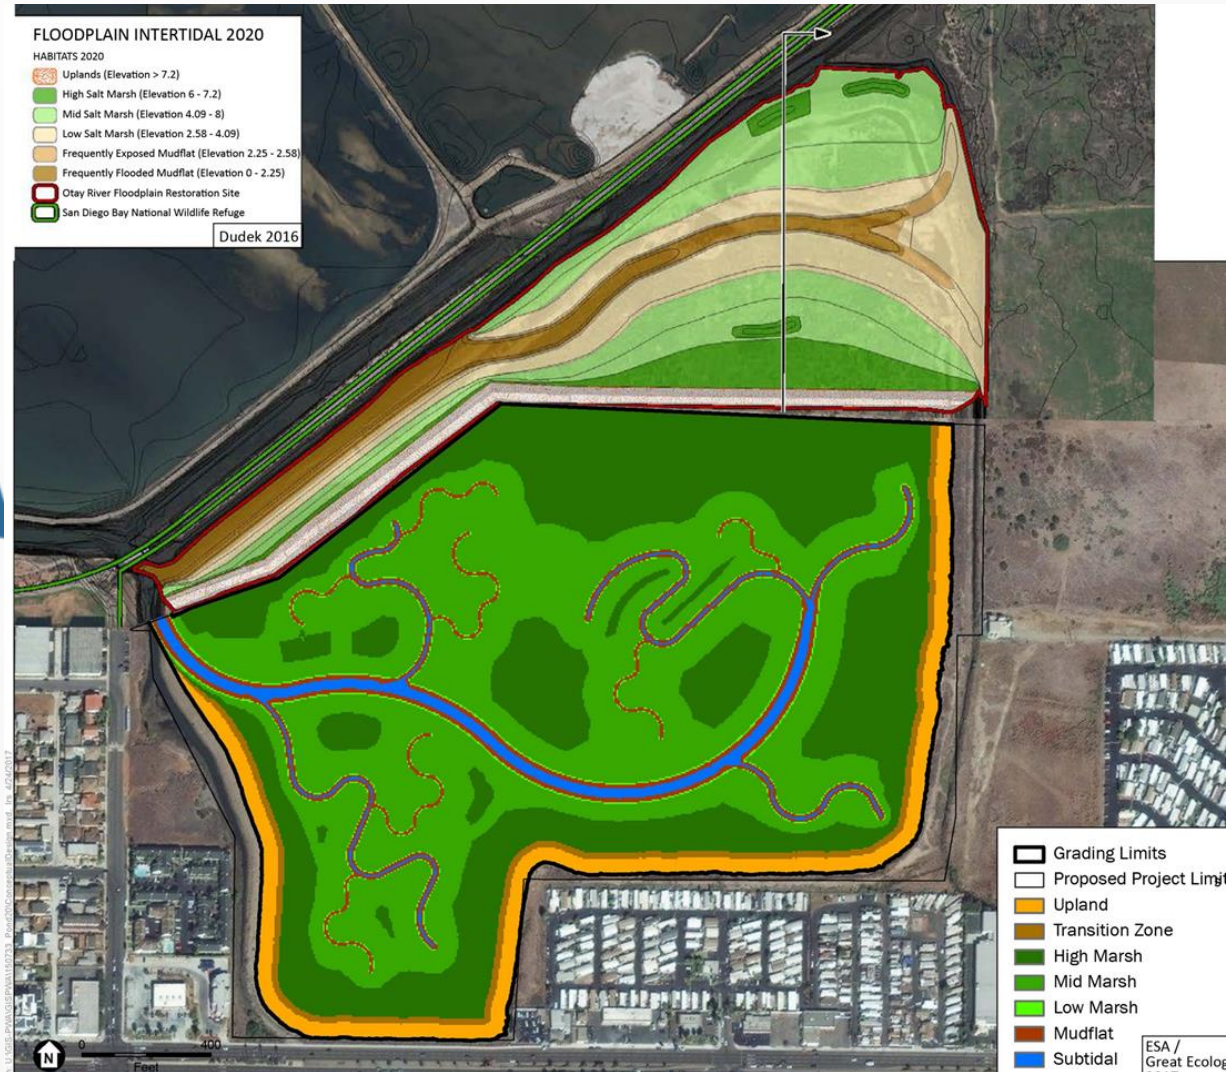 FLOODPLAIN INTERTIDAL 2020
HABITATS 2020
Uplands (Elevation > 7.2)
High Salt Marsh (Elevation 6 - 7.2)
Mid Salt Marsh (Elevation 4.09 - 8)
Low Salt Marsh (Elevation 2.58 - 4.09)
Frequently Exposed Mudflat (Elevation 2.25 - 2.58)
Frequently Flooded Mudflat (Elevation 0 - 2.25)
Otay River Floodplain Restoration Site
San Diego Bay National Wildlife Refuge
Dudek 2016
Grading Limits
Proposed Project Limit
Upland
Transition Zone
High Marsh
Mid Marsh
Low Marsh
Mudflat
Subtidal
ESA /
Great Ecolog
N
0 400
Feet